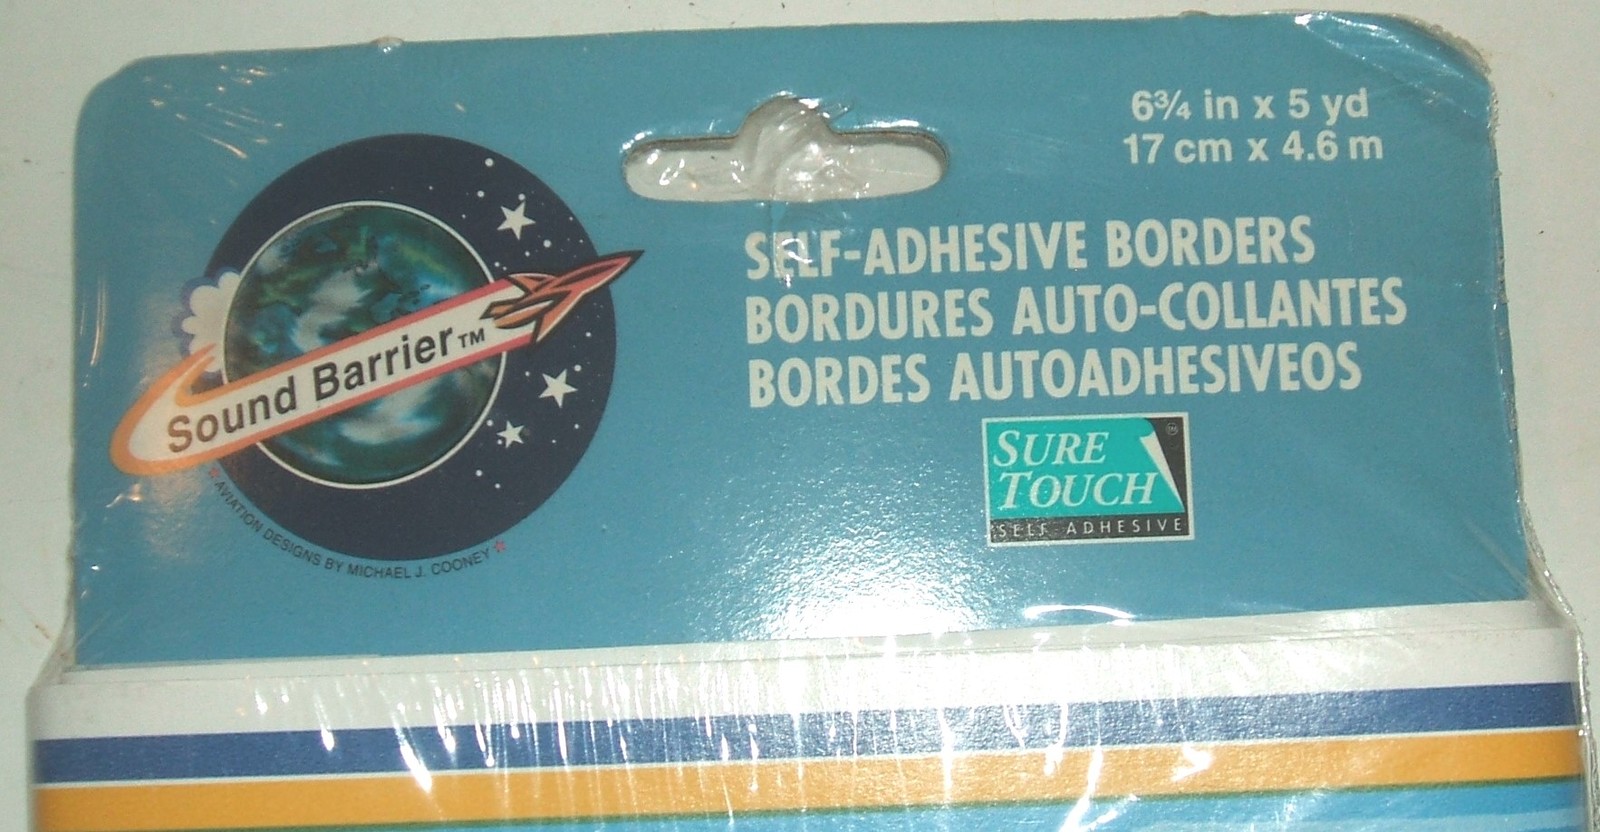 6¾ in x 5 yd
17 cm x 4.6 m
Sound Barrier™
SELF-ADHESIVE BORDERS
BORDURES AUTO-COLLANTES
BORDES AUTOADHESIVEOS
SURE
TOUCH™
SELF-ADHESIVE
AVIATION DESIGNS BY MICHAEL J. COONEY